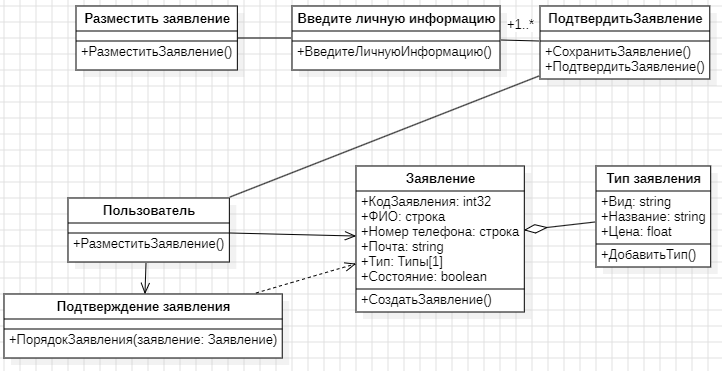 Разместить заявление
+РазместитьЗаявление()
Введите личную информацию
+ВведитеЛичнуюИнформацию()
+1..*
ПодтвердитьЗаявление
+СохранитьЗаявление()
+ПодтвердитьЗаявление()
Пользователь
+РазместитьЗаявление()
Заявление
+КодЗаявления: int32
+ФИО: строка
+Номер телефона: строка
+Почта: string
+Тип: Типы[1]
+Состояние: boolean
+СоздатьЗаявление()
Тип заявления
+Вид: string
+Название: string
+Цена: float
+ДобавитьТип()
Подтверждение заявления
+ПорядокЗаявления(заявление: Заявление)